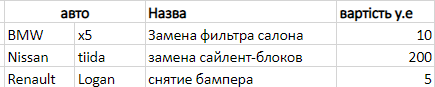 авто Назва вартість у.е
BMW x5 Замена фильтра салона 10
Nissan tiida замена сайлент-блоков 200
Renault Logan снятие бампера 5